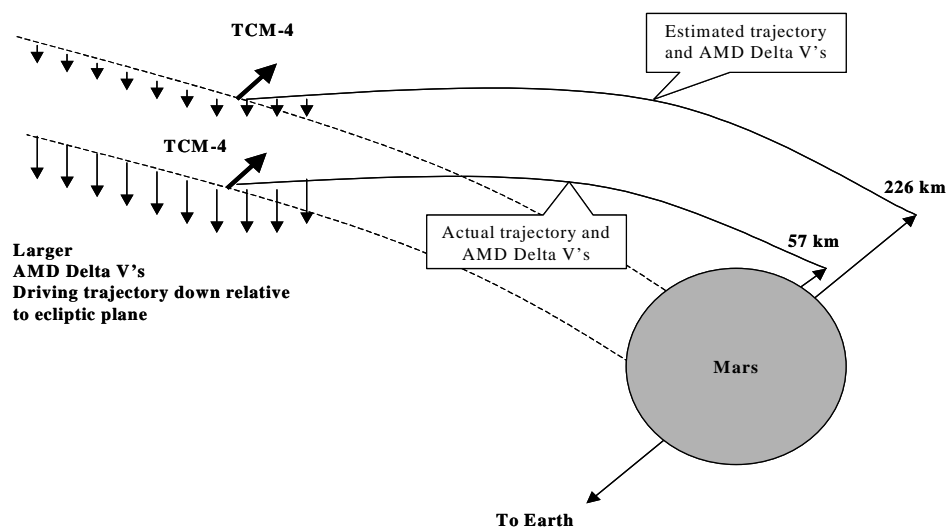 TCM-4
Estimated trajectory
and AMD Delta V's
TCM-4
226 km
Actual trajectory and
AMD Delta V's
57 km
Larger
AMD Delta V's
Driving trajectory down relative
to ecliptic plane
Mars
To Earth